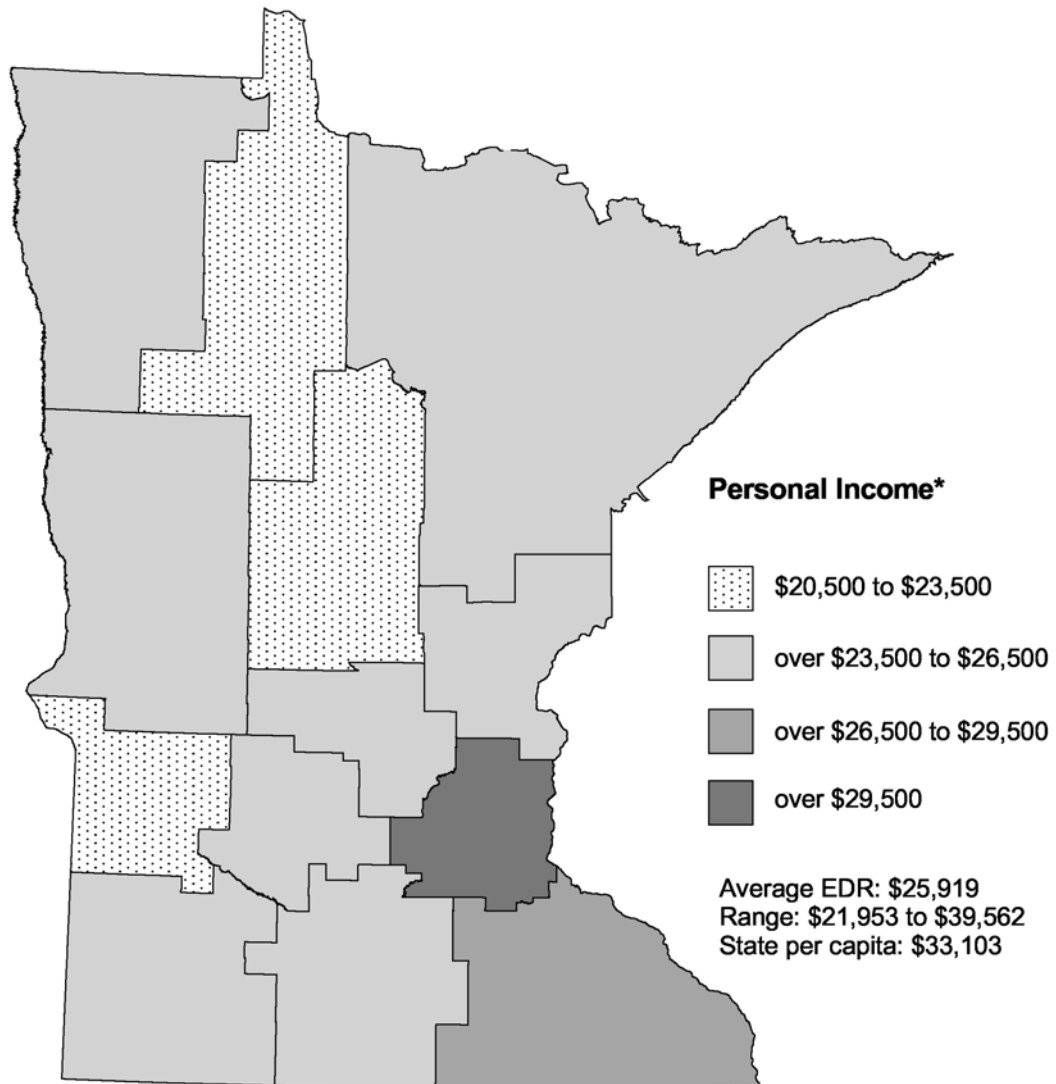 Personal Income*
$20,500 to $23,500
over $23,500 to $26,500
over $26,500 to $29,500
over $29,500
Average EDR: $25,919
Range: $21,953 to $39,562
State per capita: $33,103